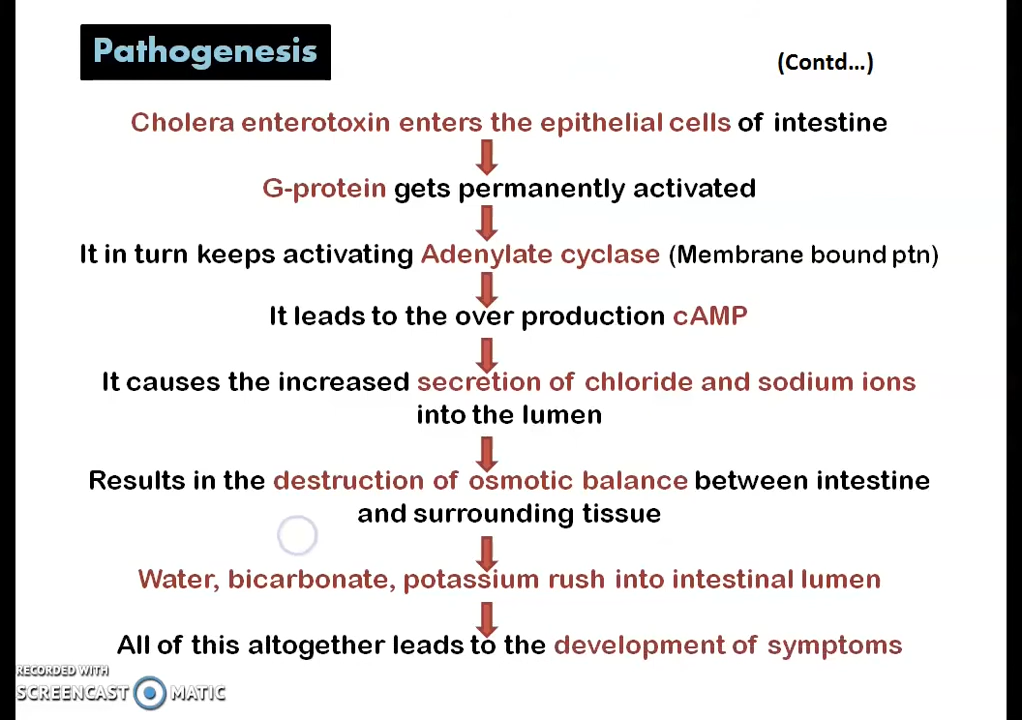 Pathogenesis
(Contd...)
Cholera enterotoxin enters the epithelial cells of intestine
G-protein gets permanently activated
It in turn keeps activating Adenylate cyclase (Membrane bound ptn)
It leads to the over production cAMP
It causes the increased secretion of chloride and sodium ions
into the lumen
Results in the destruction of osmotic balance between intestine
and surrounding tissue
Water, bicarbonate, potassium rush into intestinal lumen
All of this altogether leads to the development of symptoms
RECORDED WITH
SCREENCAST MATIC